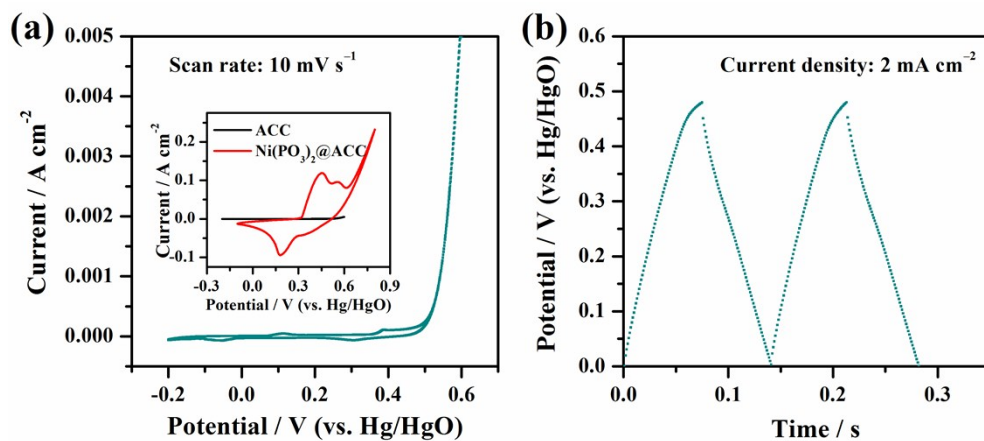 (a)
Current / A cm⁻²
0.005
0.004
0.003
0.002
0.001
0.000
Scan rate: 10 mV s⁻¹
Current / A cm⁻²
0.2
0.1
0.0
-0.1
ACC
Ni(PO₃)₂@ACC
-0.3 0.0 0.3 0.6 0.9
Potential / V (vs. Hg/HgO)
-0.2 0.0 0.2 0.4 0.6
Potential / V (vs. Hg/HgO)
(b)
Potential / V (vs. Hg/HgO)
0.6
0.5
0.4
0.3
0.2
0.1
0.0
Current density: 2 mA cm⁻²
0.0 0.1 0.2 0.3
Time / s